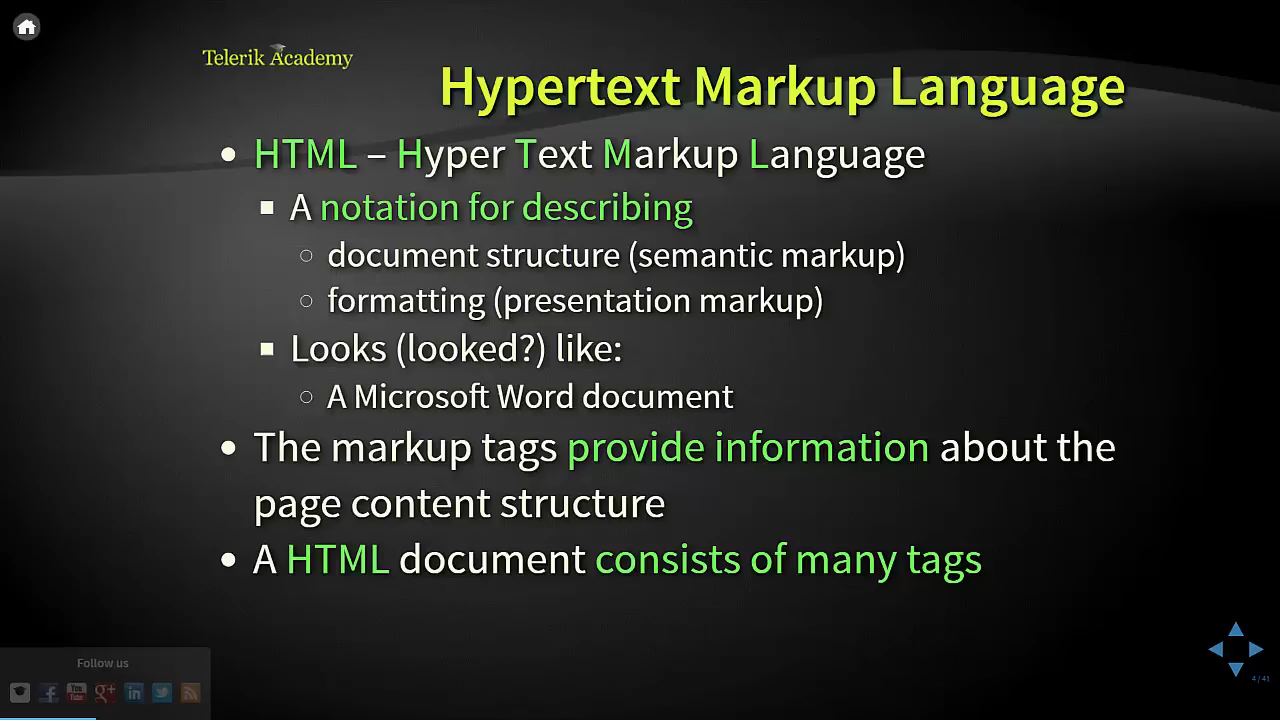 Telerik Academy
Hypertext Markup Language
HTML – Hyper Text Markup Language
A notation for describing
document structure (semantic markup)
formatting (presentation markup)
Looks (looked?) like:
A Microsoft Word document
The markup tags provide information about the
page content structure
A HTML document consists of many tags
Follow us
4 / 41